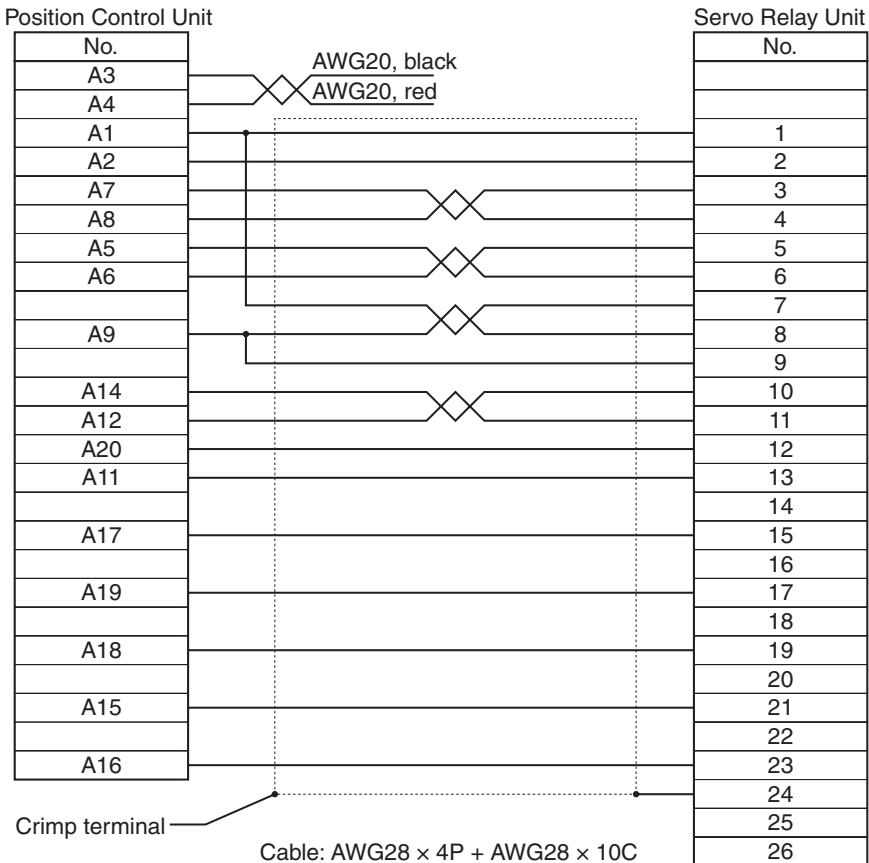 Position Control Unit
Servo Relay Unit
No.
No.
A3
AWG20, black
A4
AWG20, red
A1
1
A2
2
A7
3
A8
4
A5
5
A6
6
7
A9
8
9
A14
10
A12
11
A20
12
A11
13
14
A17
15
16
A19
17
18
A18
19
20
A15
21
22
A16
23
24
Crimp terminal
25
Cable: AWG28 × 4P + AWG28 × 10C
26